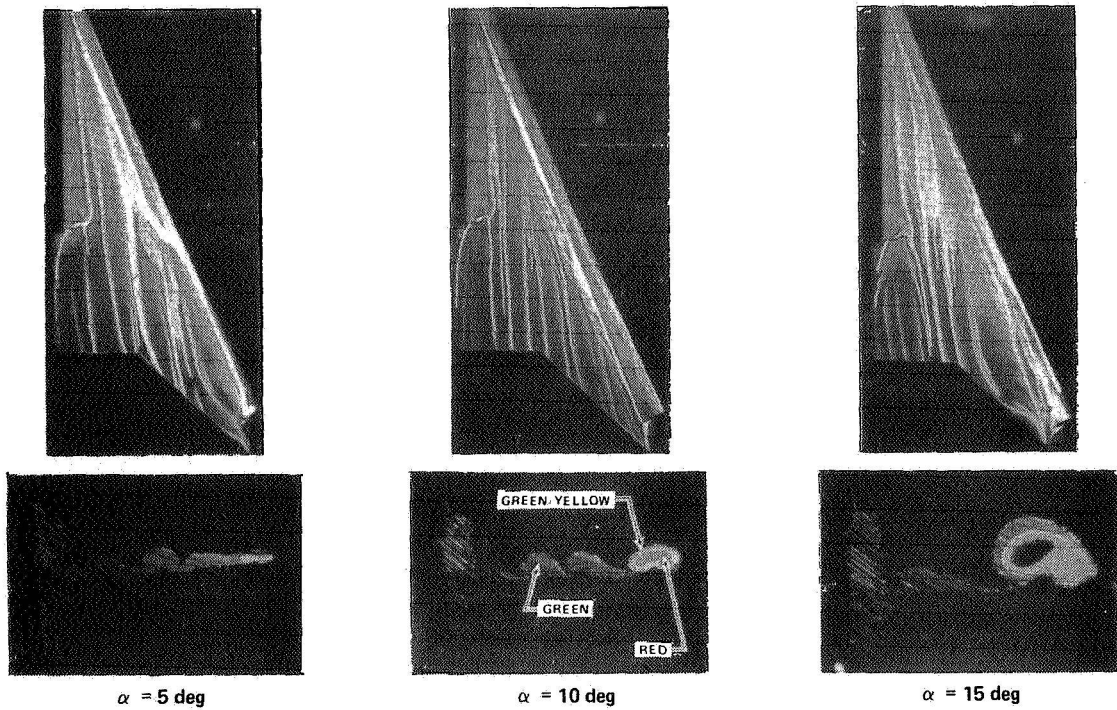 GREEN/YELLOW
GREEN
RED
α = 5 deg
α = 10 deg
α = 15 deg